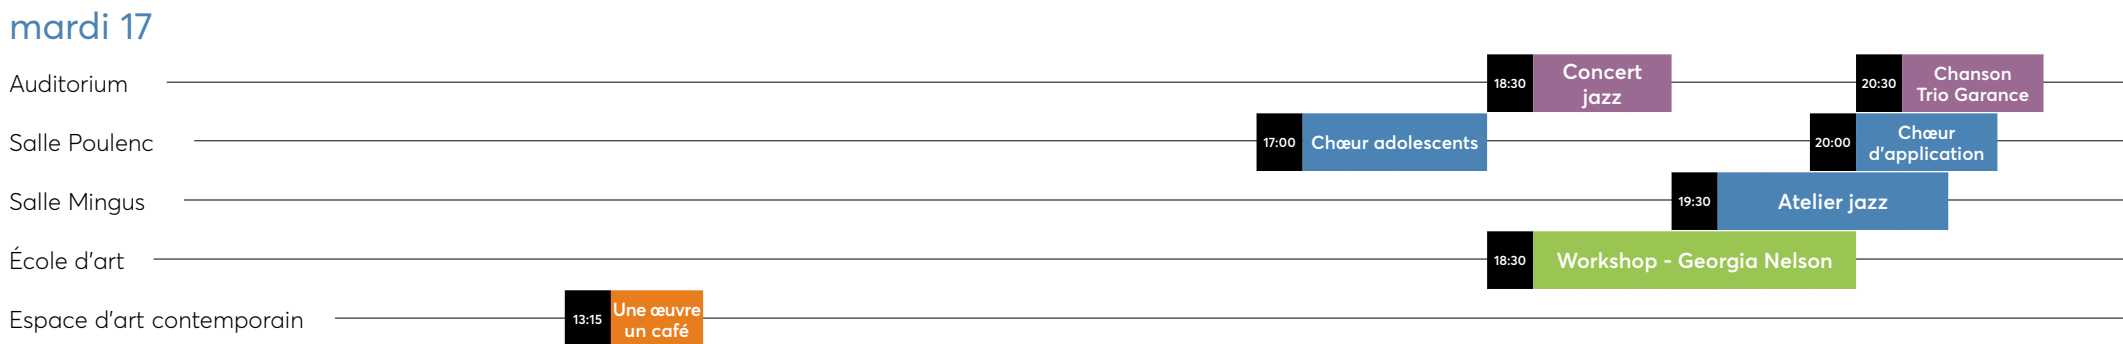 mardi 17
Auditorium
18:30
Concert
jazz
20:30
Chanson
Trio Garance
Salle Poulenc
17:00
Chœur adolescents
20:00
Chœur
d'application
Salle Mingus
19:30
Atelier jazz
École d'art
18:30
Workshop - Georgia Nelson
Espace d'art contemporain
13:15
Une œuvre
un café